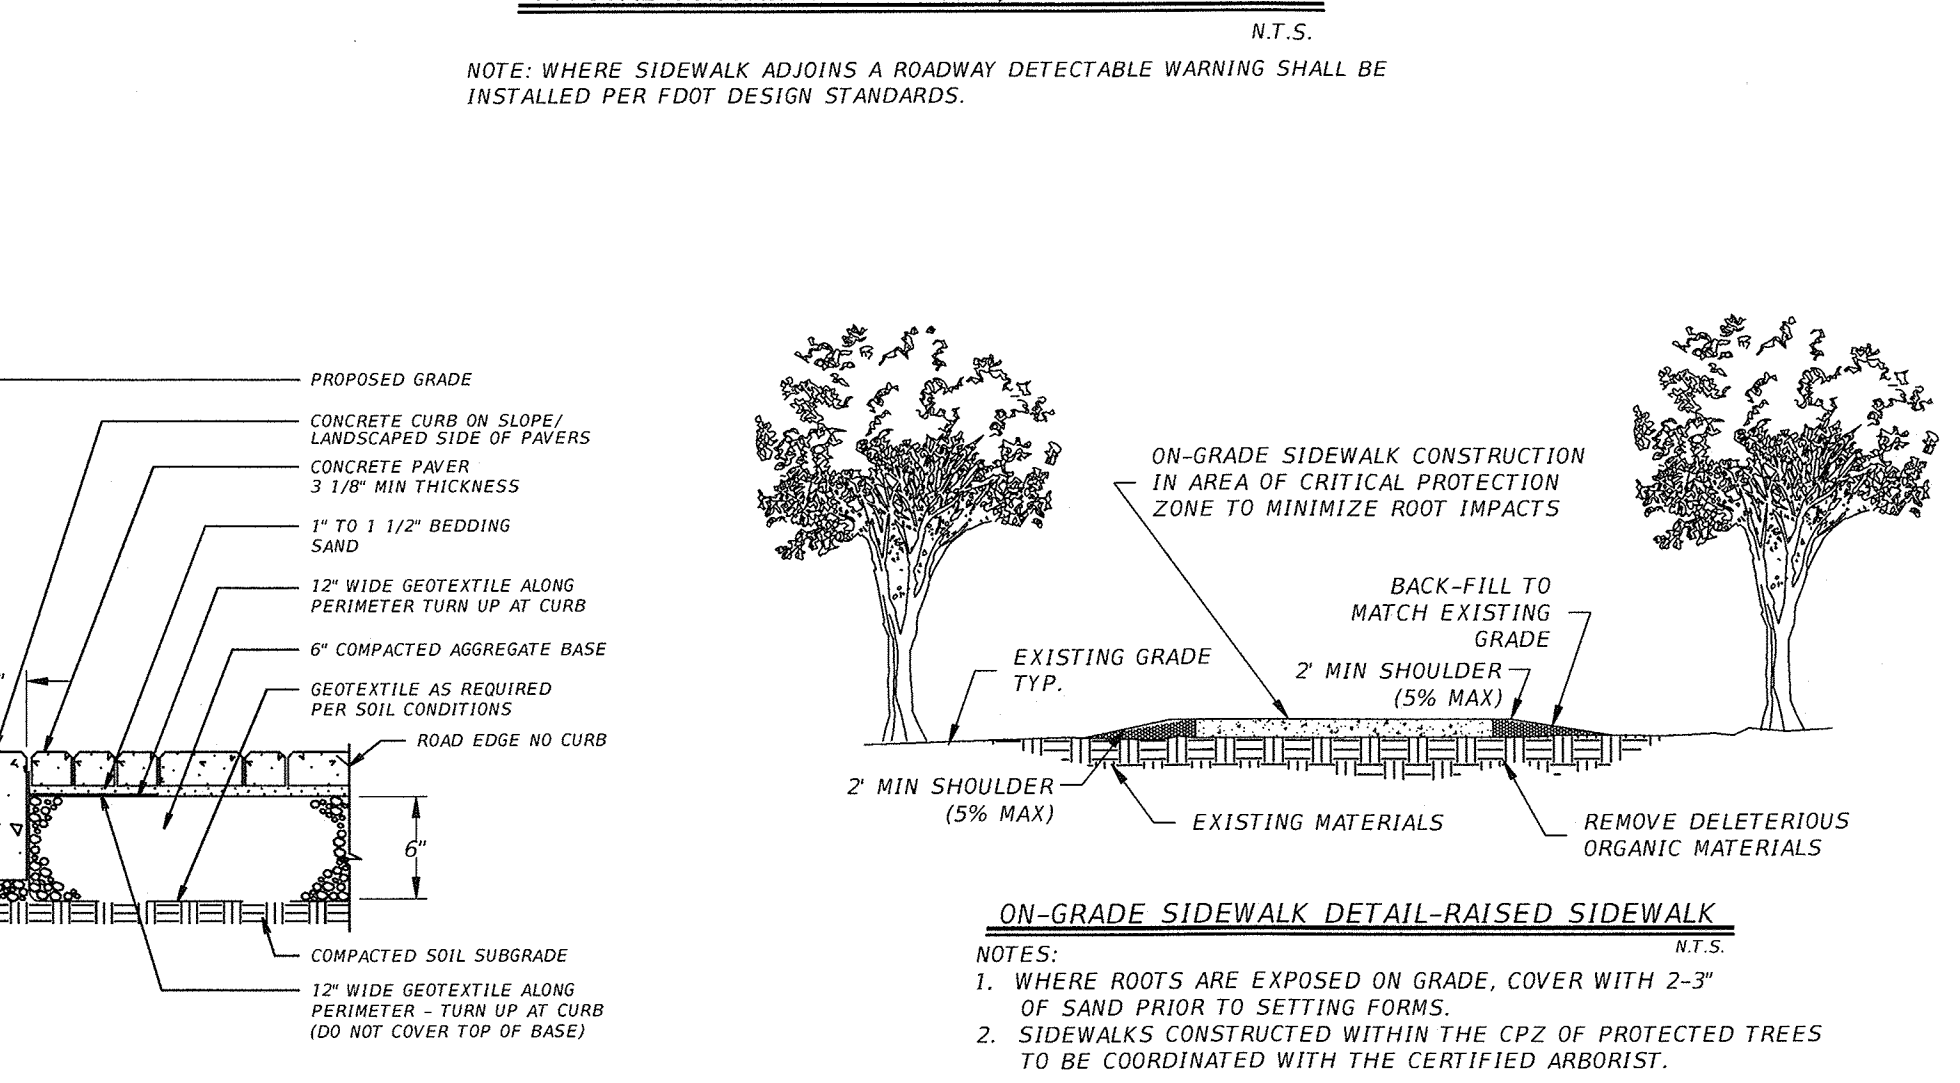 N.T.S.
NOTE: WHERE SIDEWALK ADJOINS A ROADWAY DETECTABLE WARNING SHALL BE
INSTALLED PER FDOT DESIGN STANDARDS.
PROPOSED GRADE
CONCRETE CURB ON SLOPE/
LANDSCAPED SIDE OF PAVERS
CONCRETE PAVER
3 1/8" MIN THICKNESS
1" TO 1 1/2" BEDDING
SAND
12" WIDE GEOTEXTILE ALONG
PERIMETER TURN UP AT CURB
6" COMPACTED AGGREGATE BASE
GEOTEXTILE AS REQUIRED
PER SOIL CONDITIONS
ROAD EDGE NO CURB
6"
COMPACTED SOIL SUBGRADE
12" WIDE GEOTEXTILE ALONG
PERIMETER - TURN UP AT CURB
(DO NOT COVER TOP OF BASE)
ON-GRADE SIDEWALK CONSTRUCTION
IN AREA OF CRITICAL PROTECTION
ZONE TO MINIMIZE ROOT IMPACTS
BACK-FILL TO
MATCH EXISTING
GRADE
EXISTING GRADE
TYP.
2' MIN SHOULDER
(5% MAX)
2' MIN SHOULDER
(5% MAX)
EXISTING MATERIALS
REMOVE DELETERIOUS
ORGANIC MATERIALS
ON-GRADE SIDEWALK DETAIL-RAISED SIDEWALK
N.T.S.
NOTES:
1. WHERE ROOTS ARE EXPOSED ON GRADE, COVER WITH 2-3"
OF SAND PRIOR TO SETTING FORMS.
2. SIDEWALKS CONSTRUCTED WITHIN THE CPZ OF PROTECTED TREES
TO BE COORDINATED WITH THE CERTIFIED ARBORIST.